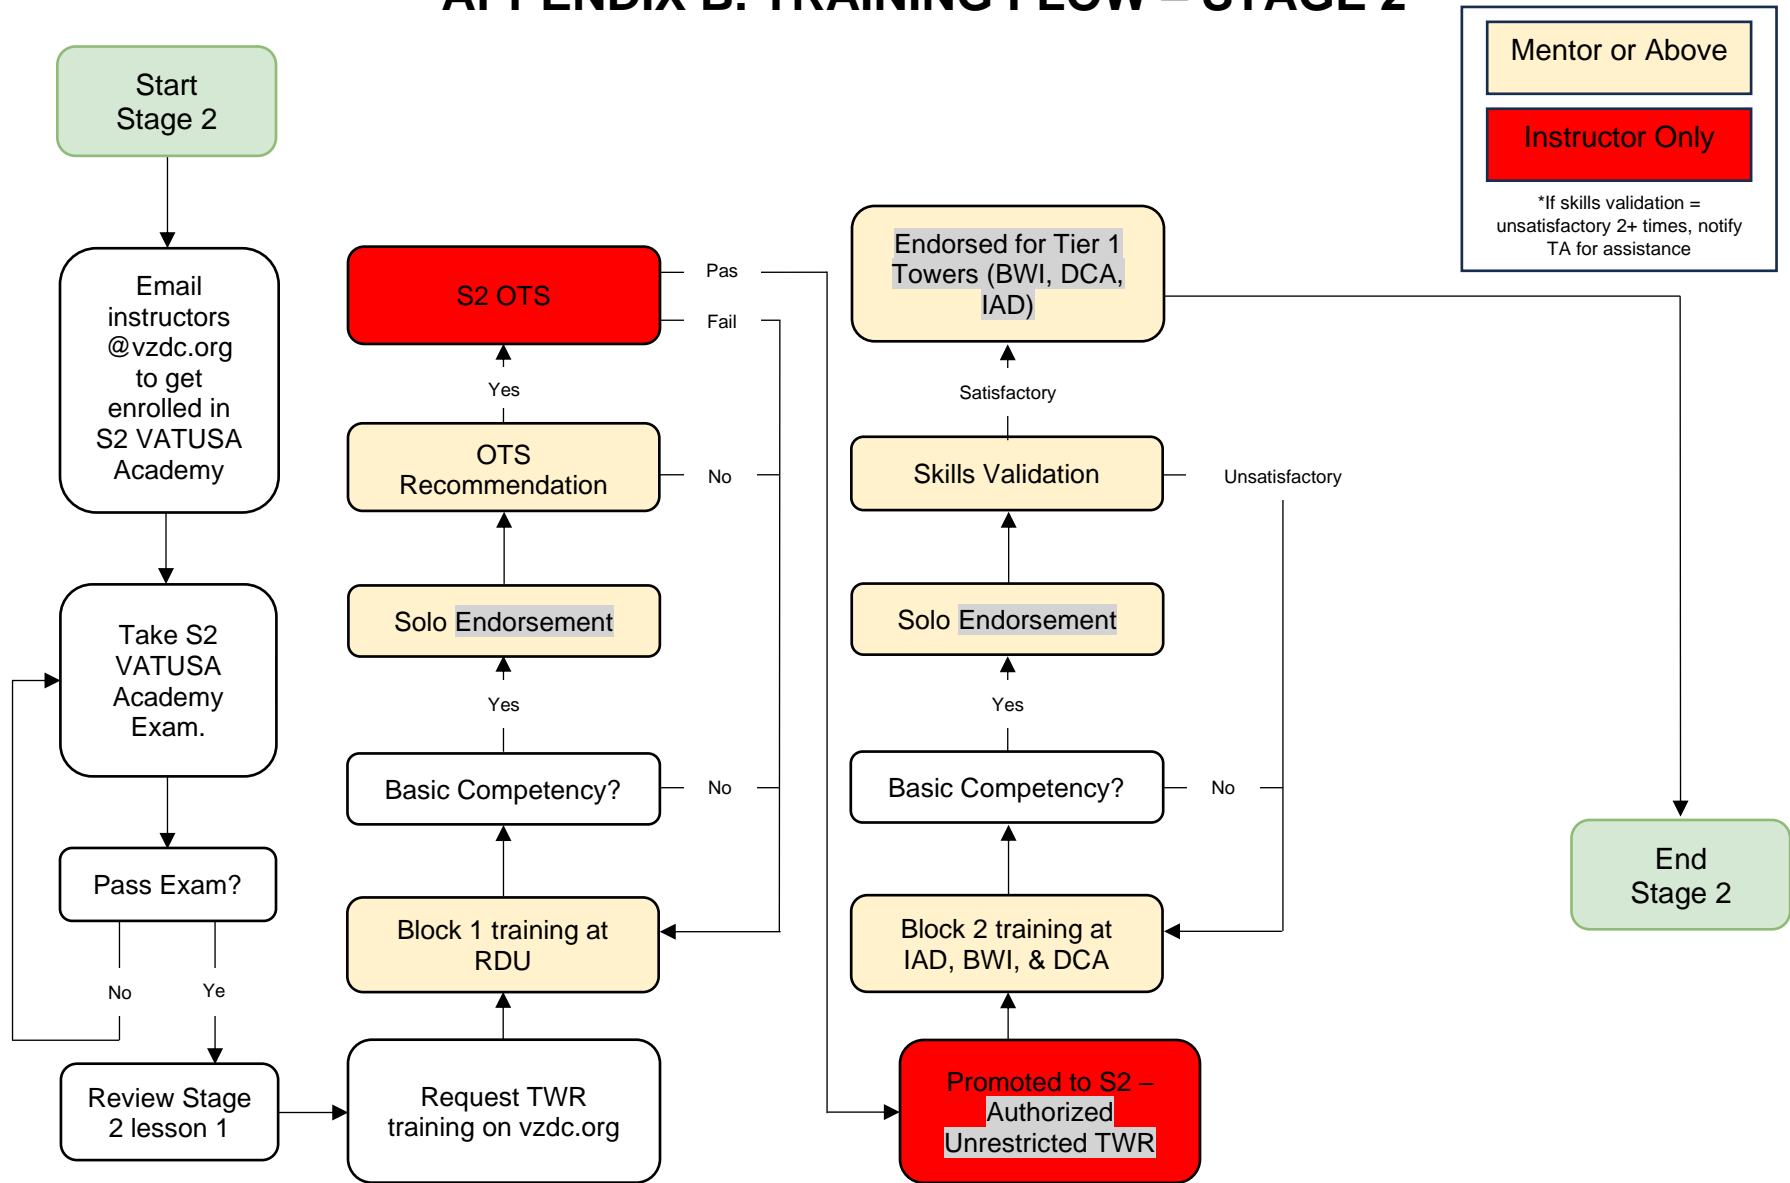 APPENDIX B: TRAINING FLOW – STAGE 2
Mentor or Above
Instructor Only
*If skills validation =
unsatisfactory 2+ times, notify
TA for assistance
Start
Stage 2
Email
instructors
@vzdc.org
to get
enrolled in
S2 VATUSA
Academy
Take S2
VATUSA
Academy
Exam.
Pass Exam?
No
Ye
Review Stage
2 lesson 1
Request TWR
training on vzdc.org
Block 1 training at
RDU
Basic Competency?
No
Yes
Solo Endorsement
OTS
Recommendation
No
Yes
S2 OTS
Pas
Fail
Promoted to S2 –
Authorized
Unrestricted TWR
Block 2 training at
IAD, BWI, & DCA
Basic Competency?
No
Yes
Solo Endorsement
Skills Validation
Unsatisfactory
Satisfactory
Endorsed for Tier 1
Towers (BWI, DCA,
IAD)
End
Stage 2